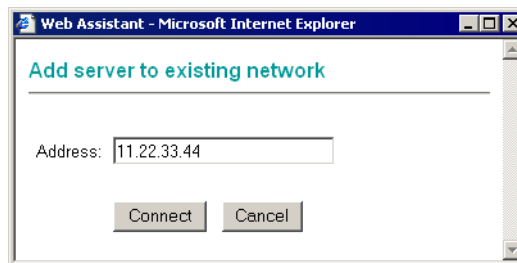 Web Assistant - Microsoft Internet Explorer
Add server to existing network
Address: 11.22.33.44
Connect Cancel